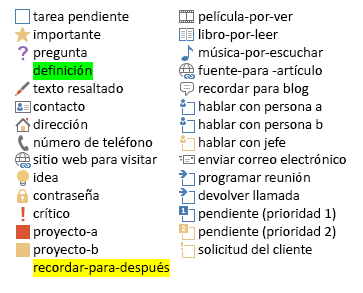 tarea pendiente
importante
pregunta
definición
texto resaltado
contacto
dirección
número de teléfono
sitio web para visitar
idea
contraseña
crítico
proyecto-a
proyecto-b
recordar-para-después
película-por-ver
libro-por-leer
música-por-escuchar
fuente-para -artículo
recordar para blog
hablar con persona a
hablar con persona b
hablar con jefe
enviar correo electrónico
programar reunión
devolver llamada
1 pendiente (prioridad 1)
2 pendiente (prioridad 2)
solicitud del cliente